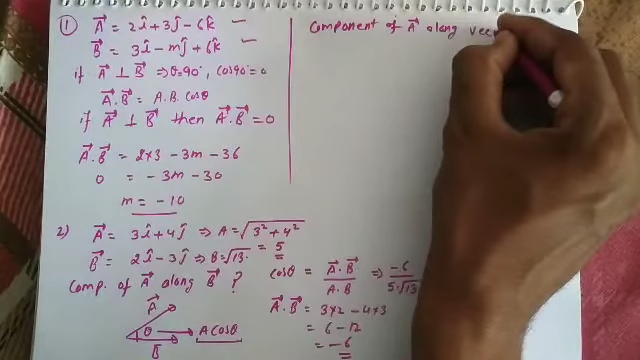 1) A⃗ = 2î + 3ĵ - 6k̂
B⃗ = 3î - mĵ + 6k̂
if A⃗ ⊥ B⃗ ⇒ θ=90°, cos90°=0
A⃗.B⃗ = A.B. cosθ
if A⃗ ⊥ B⃗ then A⃗.B⃗ = 0
A⃗.B⃗ = 2×3 - 3m - 36
0 = -3m - 30
m = -10
2) A⃗ = 3î + 4ĵ ⇒ A = √3² + 4² = 5
B⃗ = 2î - 3ĵ ⇒ B = √13
Comp. of A⃗ along B⃗ ?
A⃗
θ
A cosθ
B⃗
Component of A⃗ along
cosθ = A⃗.B⃗ / A.B ⇒ -6 / 5.√13
A⃗.B⃗ = 3×2 - 4×3
= 6 - 12
= -6